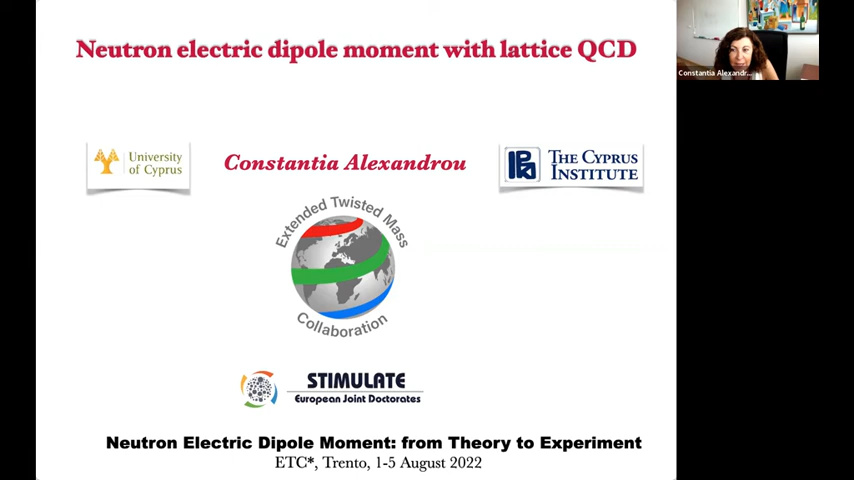 Neutron electric dipole moment with lattice QCD
Constantia Alexandr...
University
of Cyprus
Constantia Alexandrou
THE CYPRUS
INSTITUTE
Extended Twisted Mass
Collaboration
STIMULATE
European Joint Doctorates
Neutron Electric Dipole Moment: from Theory to Experiment
ETC*, Trento, 1-5 August 2022